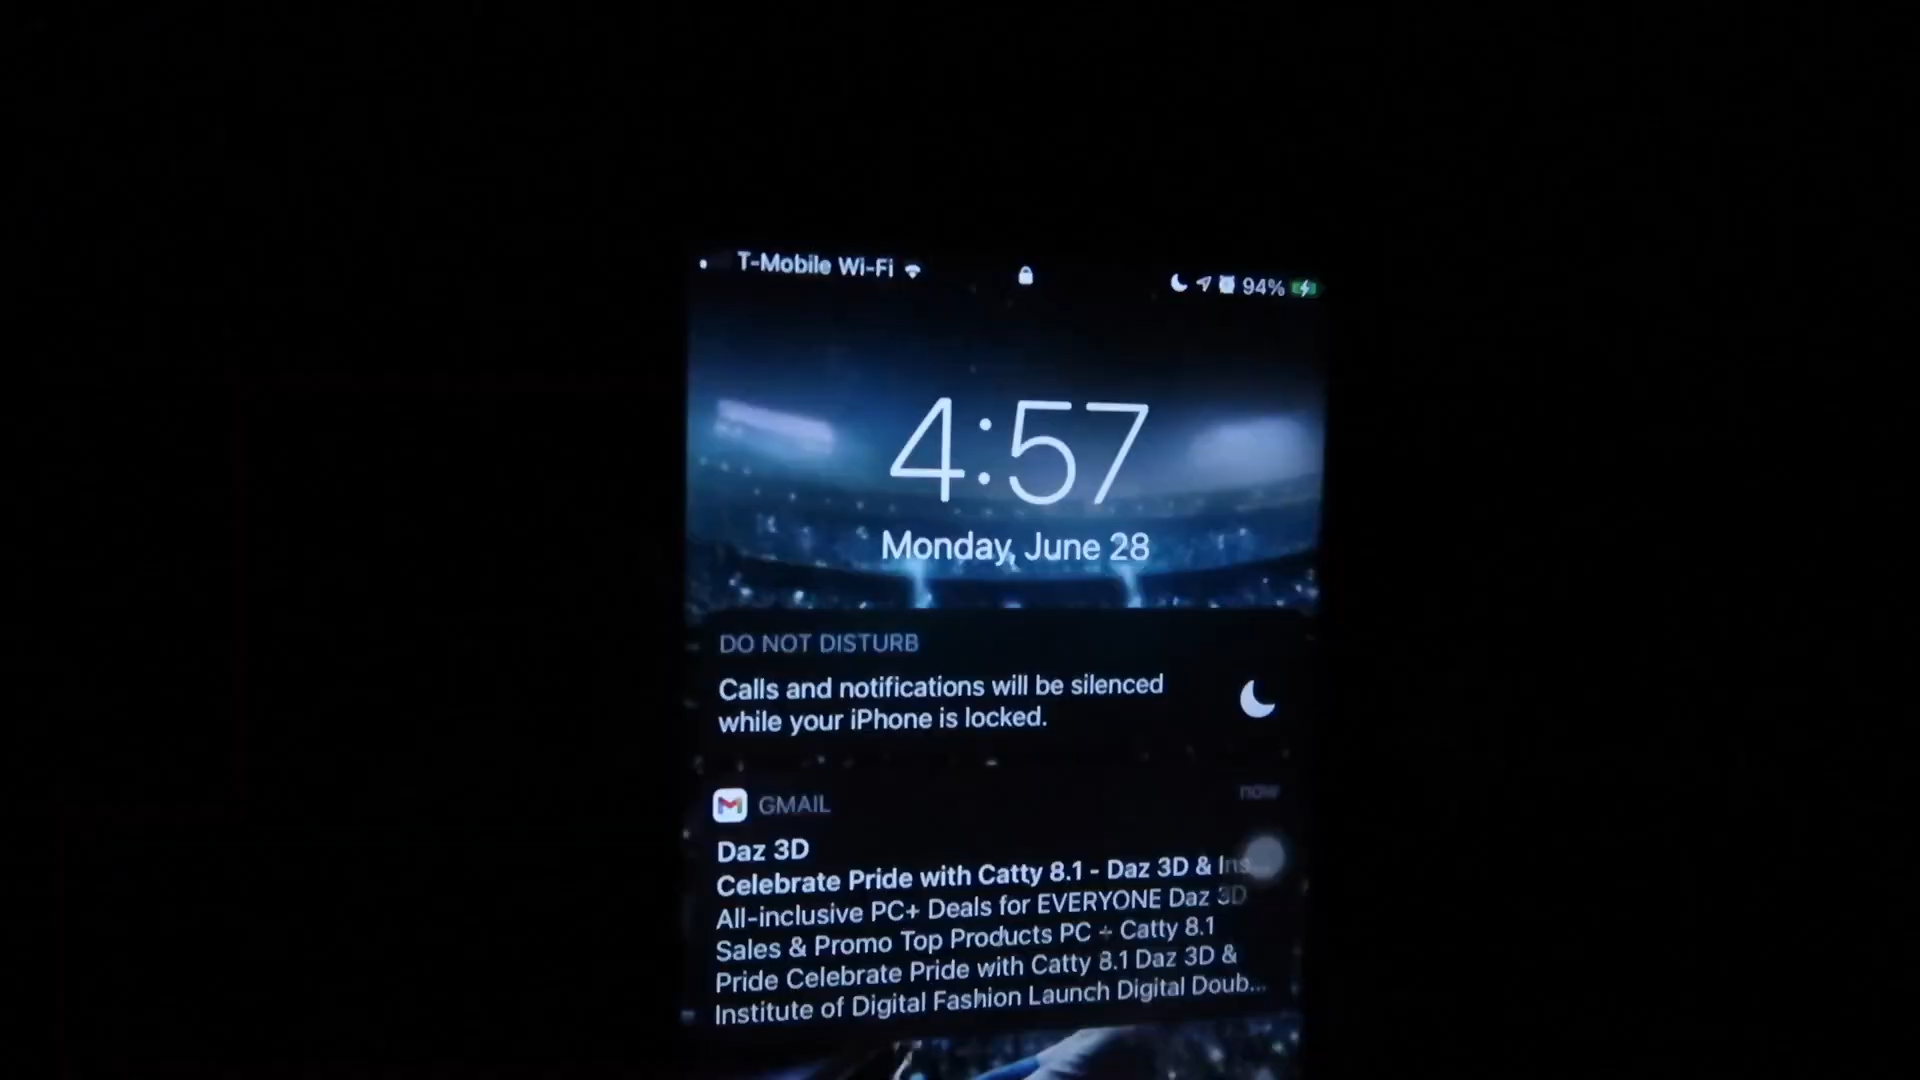 T-Mobile Wi-Fi
94%
4:57
Monday, June 28
DO NOT DISTURB
Calls and notifications will be silenced
while your iPhone is locked.
GMAIL
now
Daz 3D
Celebrate Pride with Catty 8.1 - Daz 3D & Ins...
All-inclusive PC+ Deals for EVERYONE Daz 3D
Sales & Promo Top Products PC + Catty 8.1
Pride Celebrate Pride with Catty 8.1 Daz 3D &
Institute of Digital Fashion Launch Digital Doub...